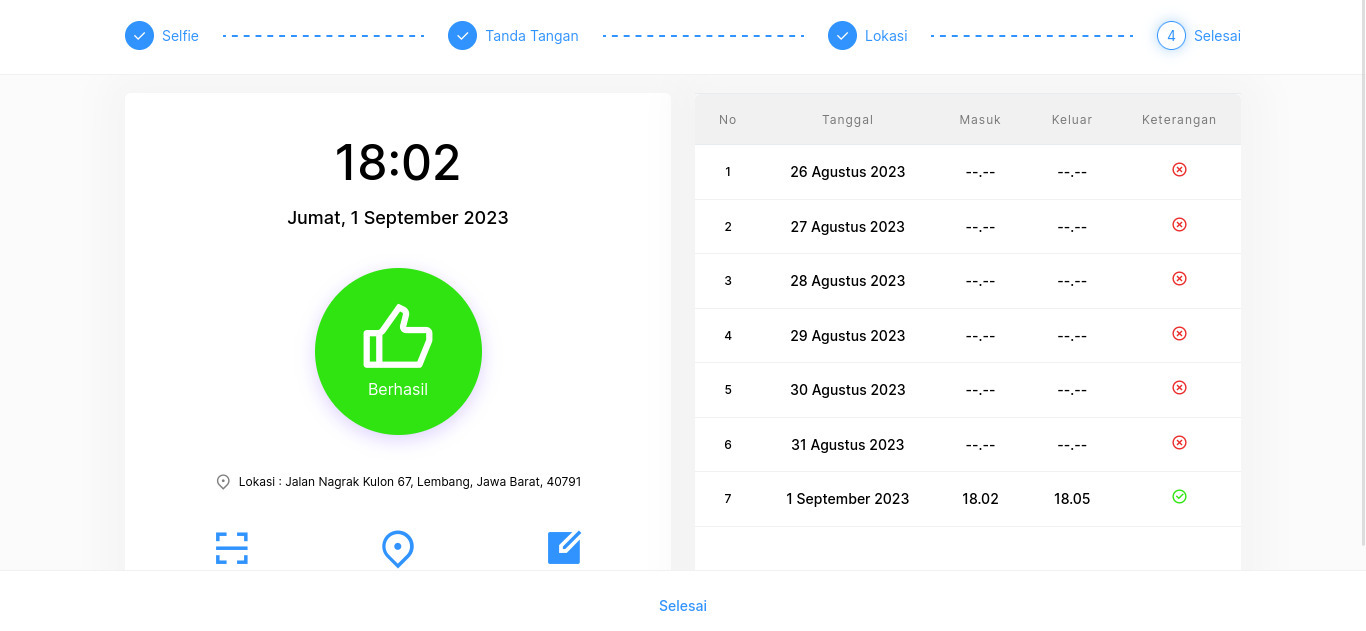 Selfie
Tanda Tangan
Lokasi
4 Selesai
18:02
Jumat, 1 September 2023
Berhasil
Lokasi : Jalan Nagrak Kulon 67, Lembang, Jawa Barat, 40791
No Tanggal Masuk Keluar Keterangan
1 26 Agustus 2023 --.-- --.--
2 27 Agustus 2023 --.-- --.--
3 28 Agustus 2023 --.-- --.--
4 29 Agustus 2023 --.-- --.--
5 30 Agustus 2023 --.-- --.--
6 31 Agustus 2023 --.-- --.--
7 1 September 2023 18.02 18.05
Selesai